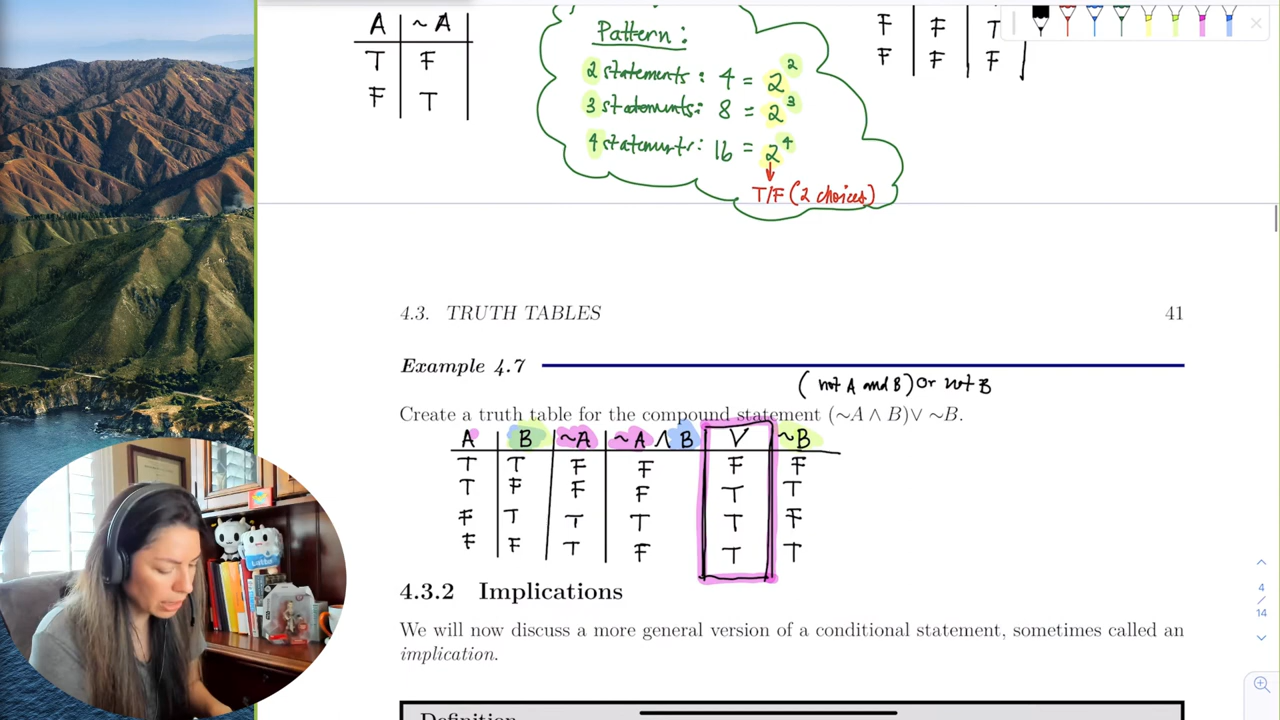 A ~A
T F
F T
Pattern:
2 statements: 4 = 2^2
3 statements: 8 = 2^3
4 statements: 16 = 2^4
T/F (2 choices)
F F T
F F F
4.3. TRUTH TABLES 41
Example 4.7
(not A and B) or not B
Create a truth table for the compound statement (~A ∧ B)∨ ~B.
A B ~A ~A ∧ B ∨ ~B
T T F F F F
T F F F T T
F T T T T F
F F T F T T
4.3.2 Implications
We will now discuss a more general version of a conditional statement, sometimes called an
implication.
Definition
4
/
14